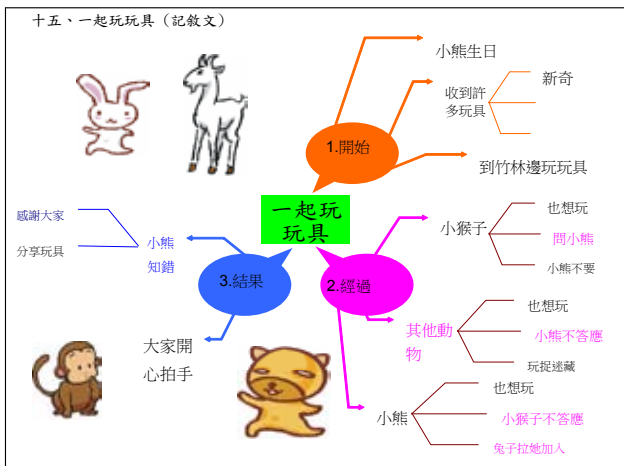 十五、一起玩玩具（記敘文）
小熊生日
收到許
多玩具
新奇
1.開始
到竹林邊玩玩具
一起玩
玩具
小猴子
也想玩
問小熊
小熊不要
2.經過
其他動
物
也想玩
小熊不答應
玩捉迷藏
小熊
也想玩
小猴子不答應
兔子拉她加入
3.結果
小熊
知錯
感謝大家
分享玩具
大家開
心拍手